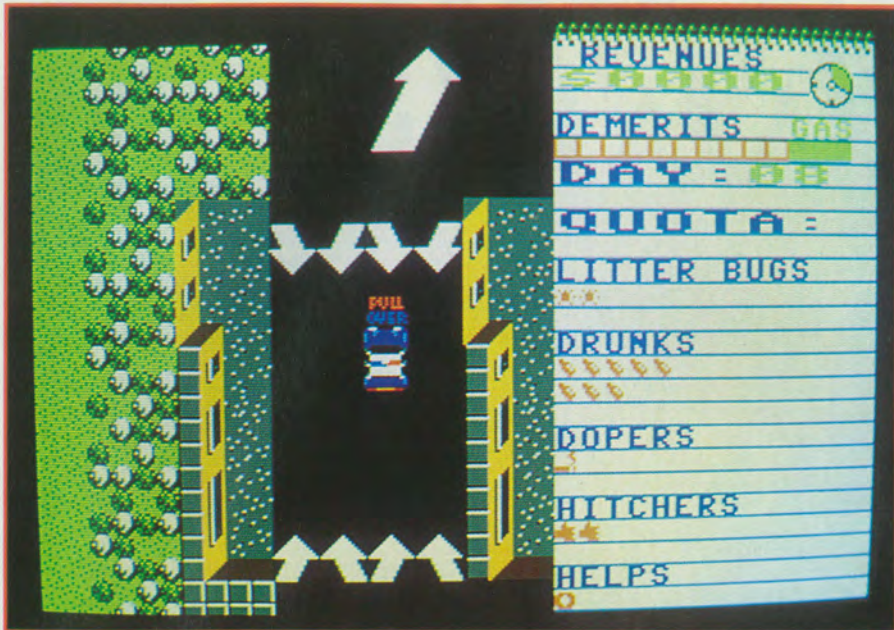 PULL
OVER
REVENUES
$0000
DEMERITS GAS
DAY: 08
QUOTA:
LITTER BUGS
DRUNKS
DOPERS
HITCHERS
HELPS